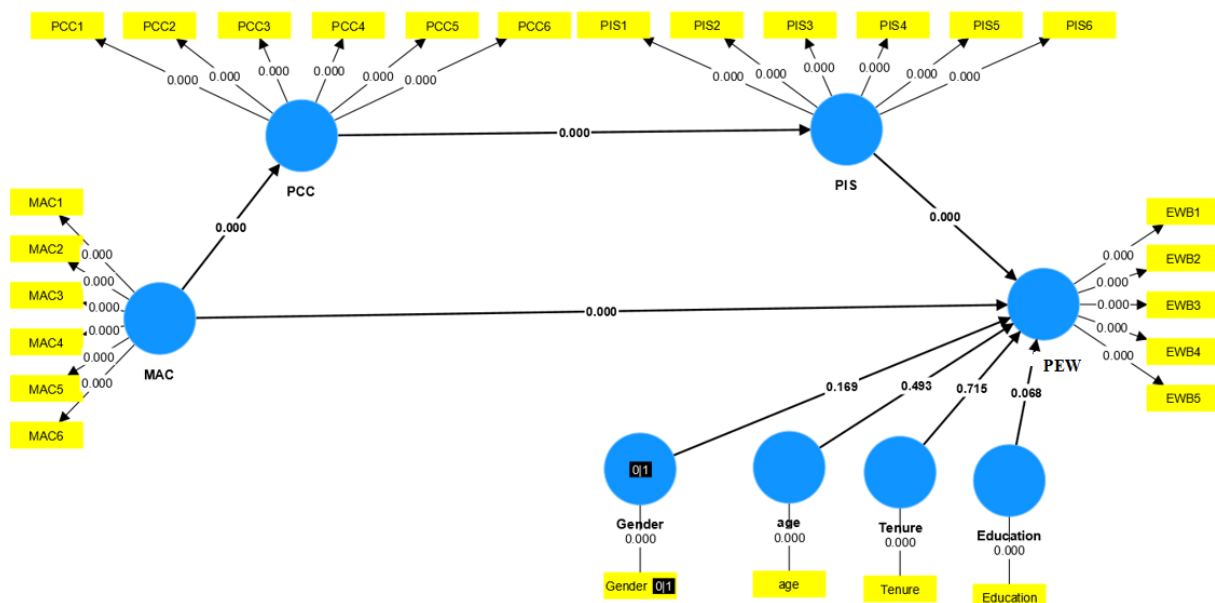 PCC1 PCC2 PCC3 PCC4 PCC5 PCC6 PIS1 PIS2 PIS3 PIS4 PIS5 PIS6
0.000 0.000 0.000 0.000 0.000 0.000 0.000 0.000 0.000 0.000 0.000 0.000
0.000
PCC
PIS
MAC1
0.000
MAC2
0.000
MAC3
0.000
MAC4
0.000
MAC5
0.000
MAC6
0.000
MAC
0.000
0.000
0.000
EWB1
0.000
EWB2
0.000
EWB3
0.000
EWB4
0.000
EWB5
0.000
PEW
0.169 0.493 0.715 0.068
0|1
Gender age Tenure Education
0.000 0.000 0.000 0.000
Gender 0|1 age Tenure Education